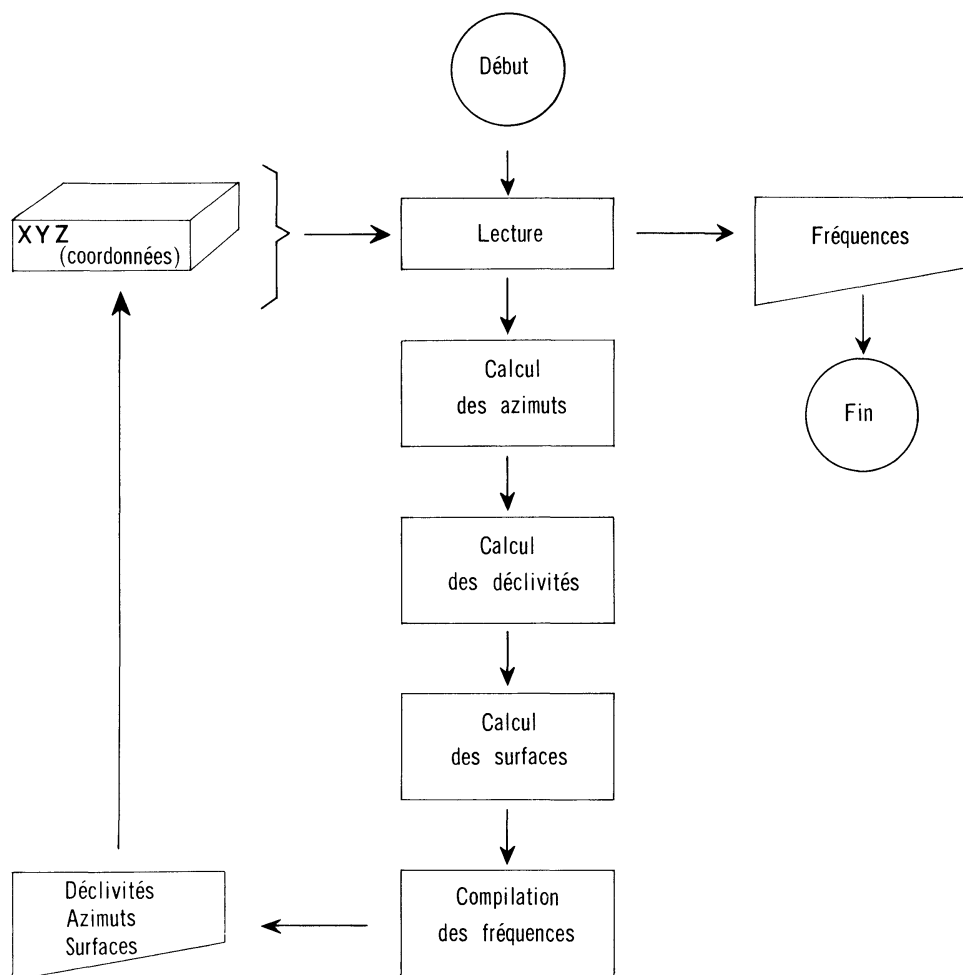 Début
XYZ
(coordonnées)
Lecture
Fréquences
Calcul
des azimuts
Fin
Calcul
des déclivités
Calcul
des surfaces
Déclivités
Azimuts
Surfaces
Compilation
des fréquences